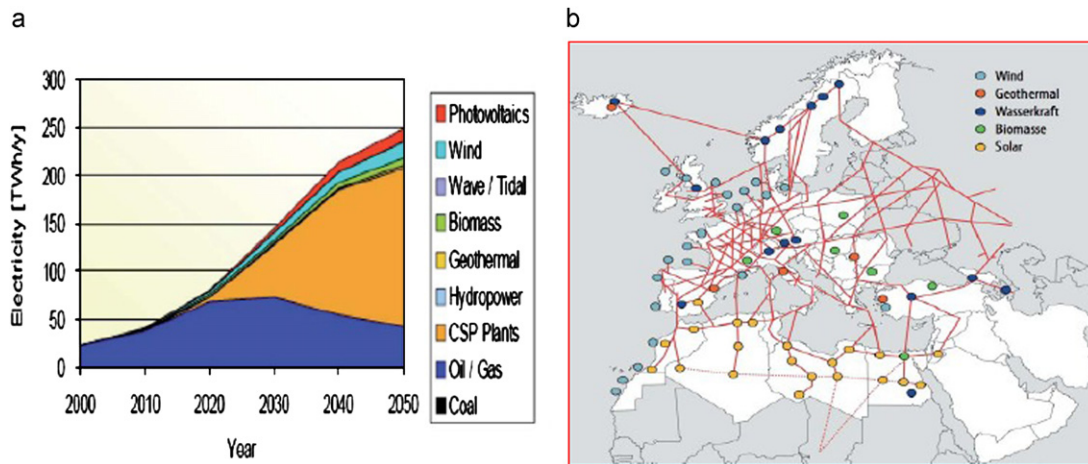 a
Electricity [TWh/y]
300
250
200
150
100
50
0
2000 2010 2020 2030 2040 2050
Year
Photovoltaics
Wind
Wave / Tidal
Biomass
Geothermal
Hydropower
CSP Plants
Oil / Gas
Coal
b
Wind
Geothermal
Wasserkraft
Biomasse
Solar